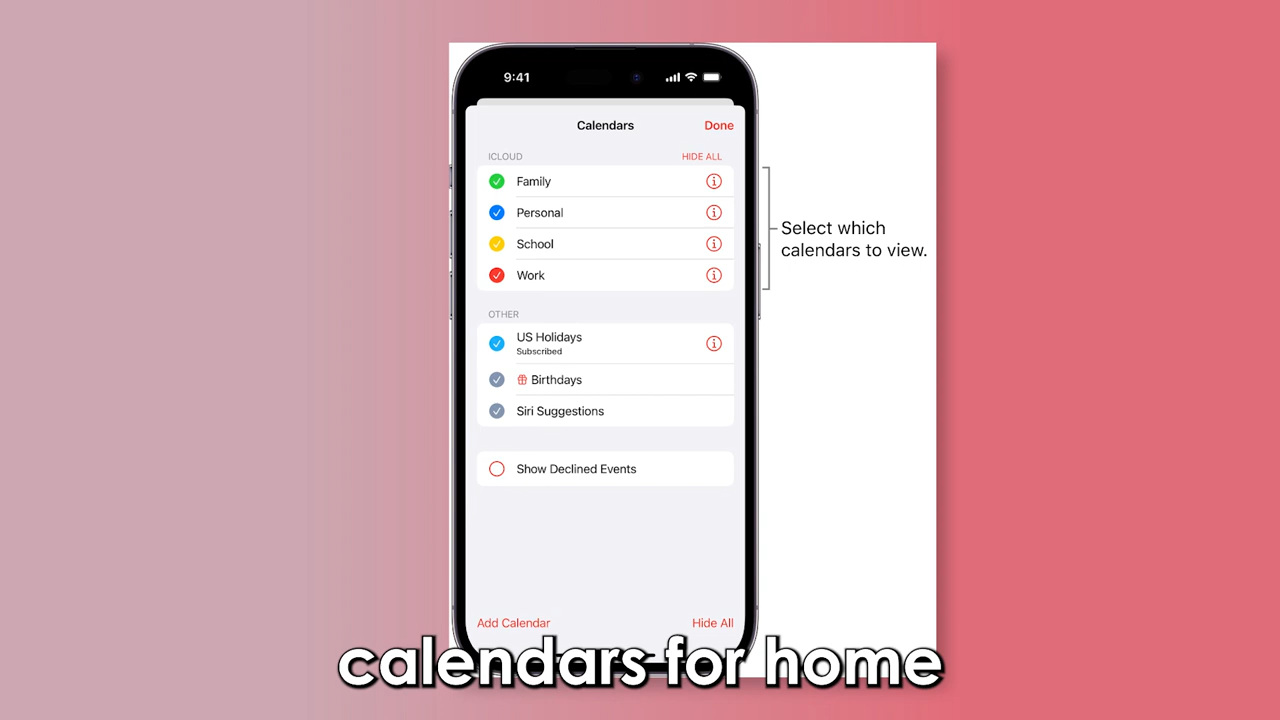 9:41
Calendars
Done
ICLOUD
HIDE ALL
Family
Personal
School
Work
Select which
calendars to view.
OTHER
US Holidays
Subscribed
Birthdays
Siri Suggestions
Show Declined Events
Add Calendar
Hide All
calendars for home